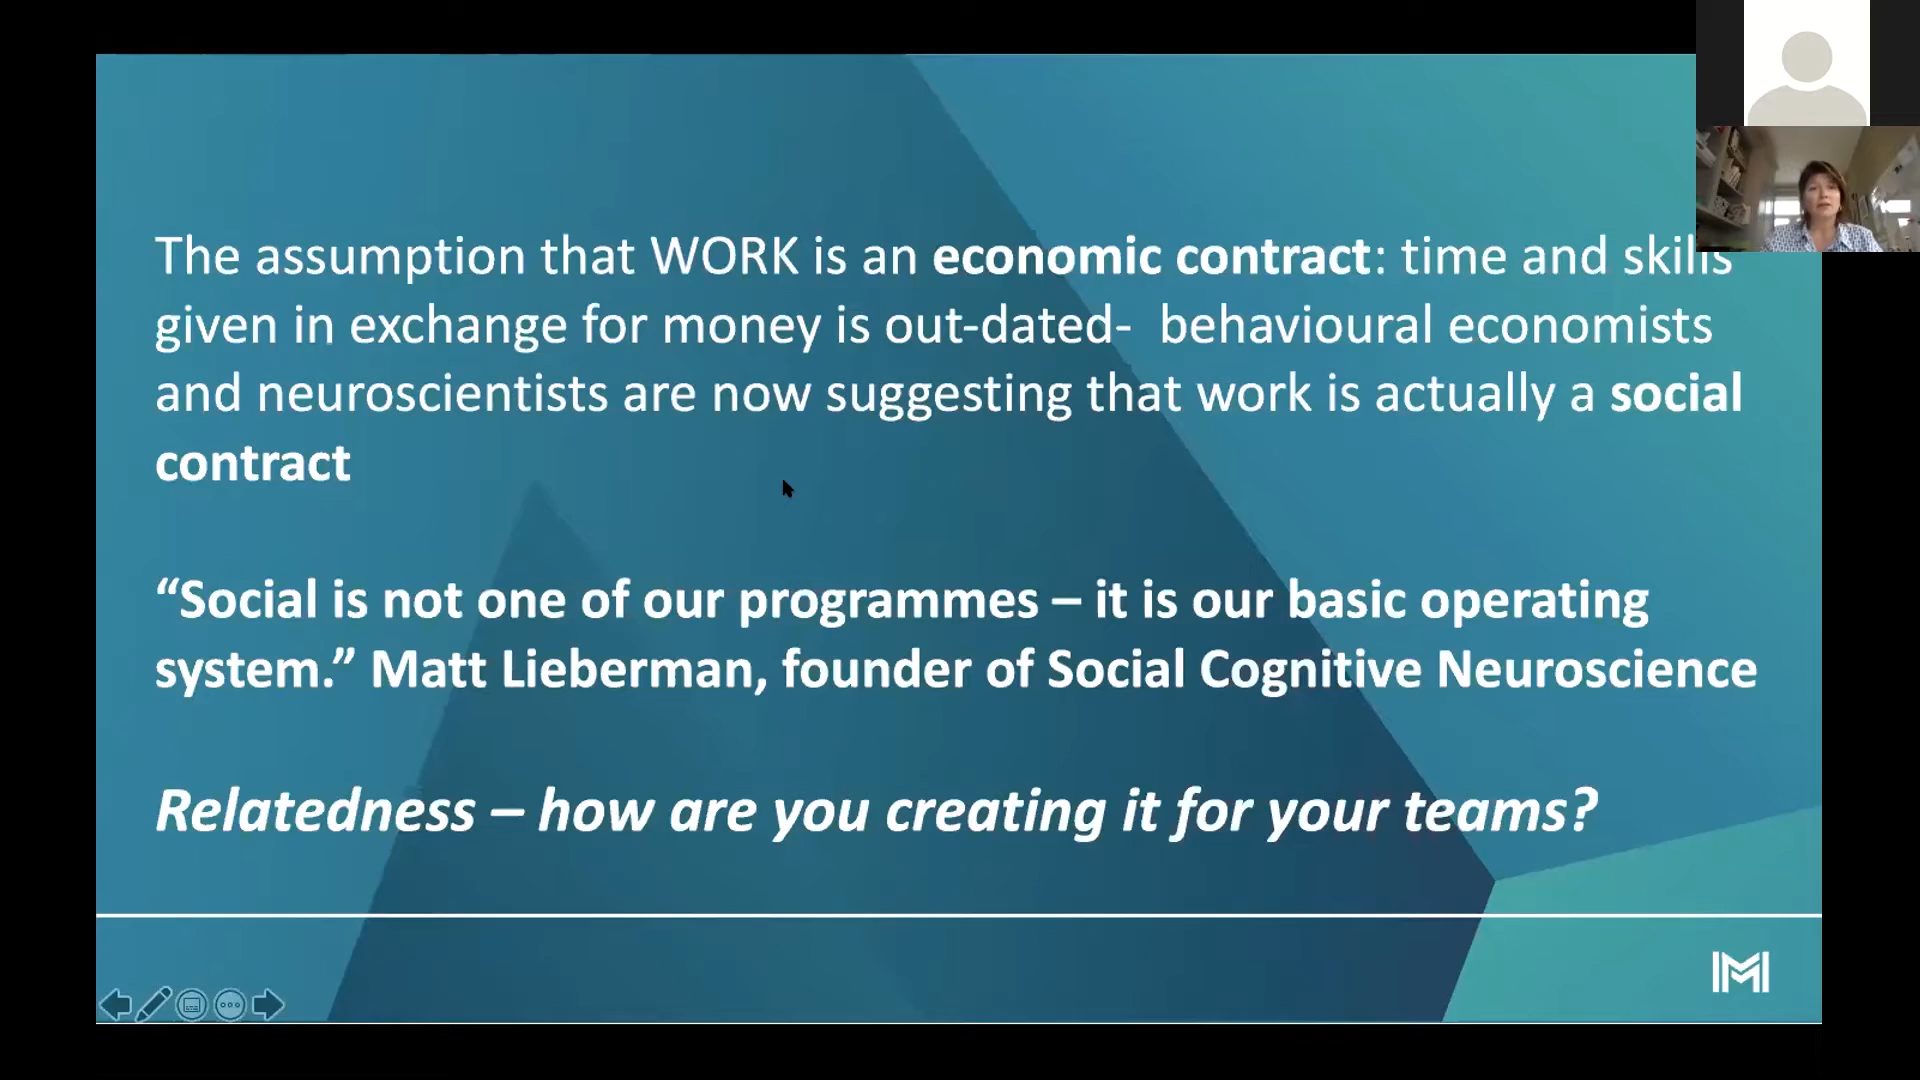 The assumption that WORK is an economic contract: time and skills
given in exchange for money is out-dated-  behavioural economists
and neuroscientists are now suggesting that work is actually a social
contract
“Social is not one of our programmes – it is our basic operating
system.” Matt Lieberman, founder of Social Cognitive Neuroscience
Relatedness – how are you creating it for your teams?